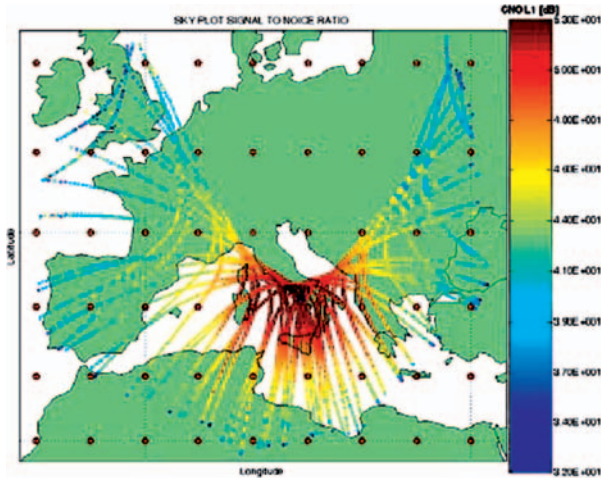 SKY PLOT SIGNAL TO NOICE RATIO
CNOL1 [dB]
5.30E +001
5.00E +001
4.80E +001
4.60E +001
4.40E +001
4.10E +001
3.90E +001
3.70E +001
3.40E +001
3.20E +001
Latitude
Longitude